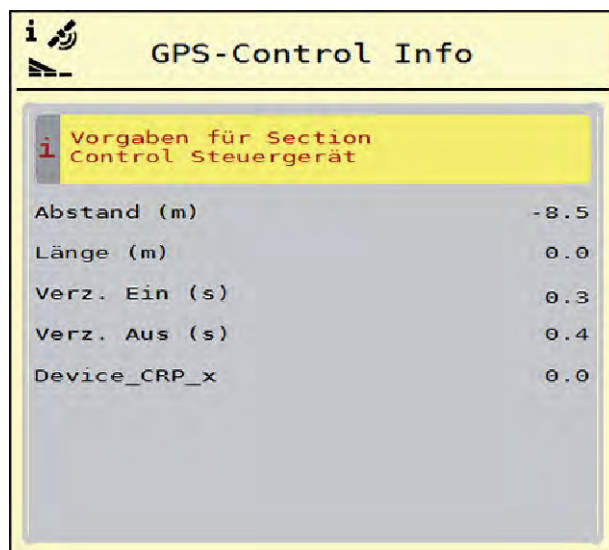 i
GPS-Control Info
i Vorgaben für Section
Control Steuergerät
Abstand (m) -8.5
Länge (m) 0.0
Verz. Ein (s) 0.3
Verz. Aus (s) 0.4
Device_CRP_x 0.0